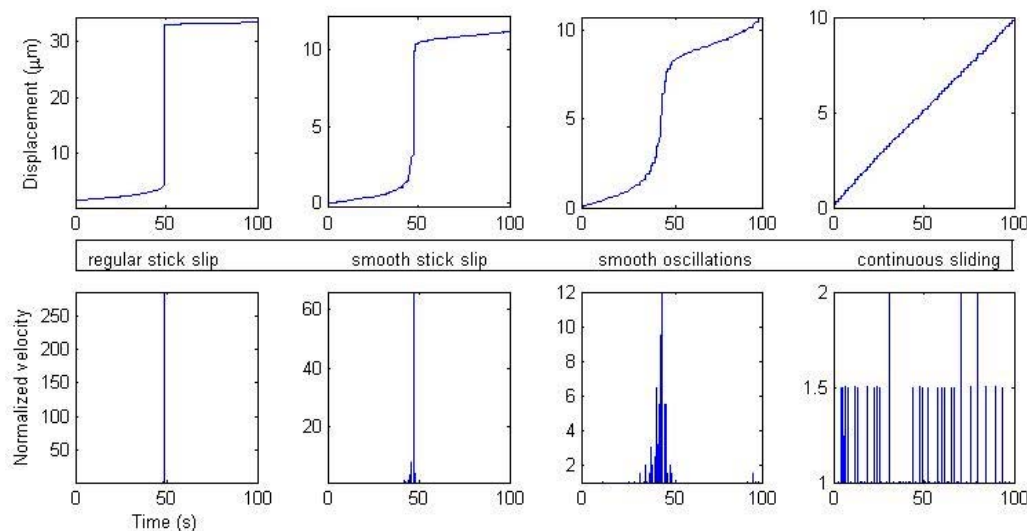 Displacement (μm)
30
20
10
0 50 100
10
5
0
0 50 100
10
5
0
0 50 100
10
5
0
0 50 100
regular stick slip smooth stick slip smooth oscillations continuous sliding
Normalized velocity
250
200
150
100
50
0 50 100
60
40
20
0 50 100
12
10
8
6
4
2
0 50 100
2
1.5
1
0 50 100
Time (s)